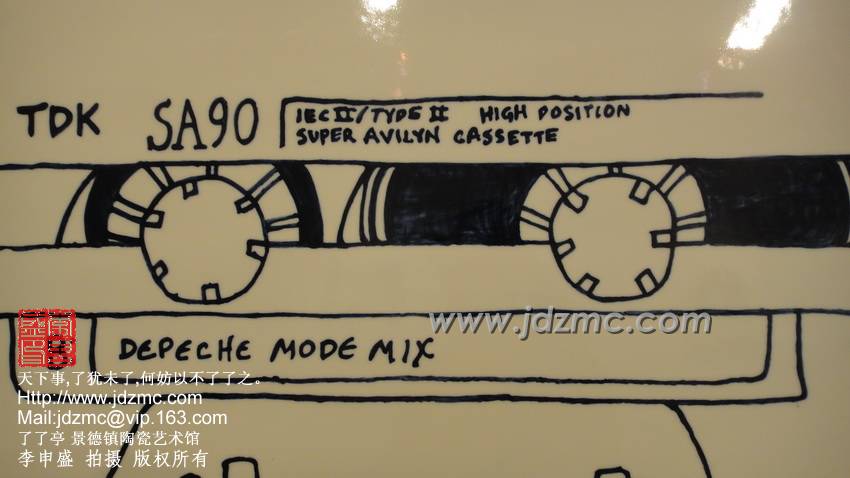 TDK SA90 IEC II/TYPE II HIGH POSITION
SUPER AVILYN CASSETTE
www.jdzmc.com
DEPECHE MODE MIX
天下事,了犹未了,何妨以不了了之。
Http://www.jdzmc.com
Mail:jdzmc@vip.163.com
了了亭 景德镇陶瓷艺术馆
李申盛 拍摄 版权所有